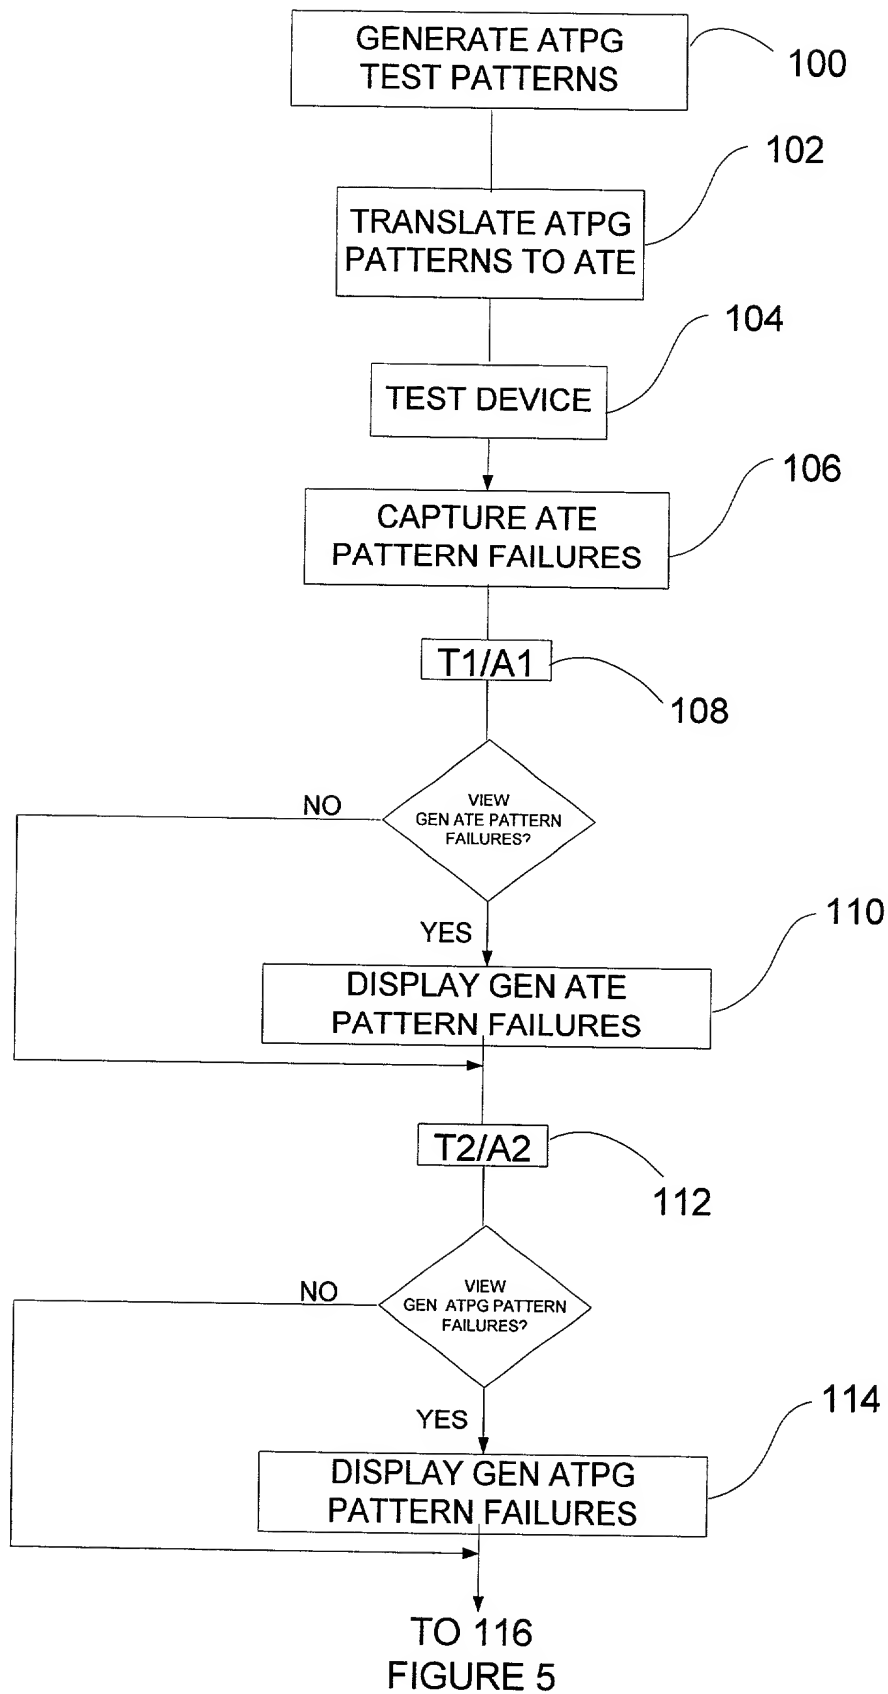 GENERATE ATPG
TEST PATTERNS
100
102
TRANSLATE ATPG
PATTERNS TO ATE
104
TEST DEVICE
106
CAPTURE ATE
PATTERN FAILURES
T1/A1
108
NO
VIEW
GEN ATE PATTERN
FAILURES?
YES
110
DISPLAY GEN ATE
PATTERN FAILURES
T2/A2
112
NO
VIEW
GEN ATPG PATTERN
FAILURES?
YES
114
DISPLAY GEN ATPG
PATTERN FAILURES
TO 116
FIGURE 5